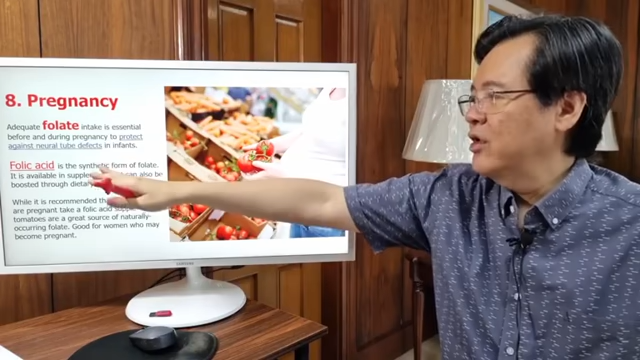 8. Pregnancy
Adequate folate intake is essential
before and during pregnancy to protect
against neural tube defects in infants.
Folic acid is the synthetic form of folate.
It is available in can also be
boosted through
While it is recommended
are pregnant take a folic acid
tomatoes are a great source of naturally-
occurring folate. Good for women who may
become pregnant.